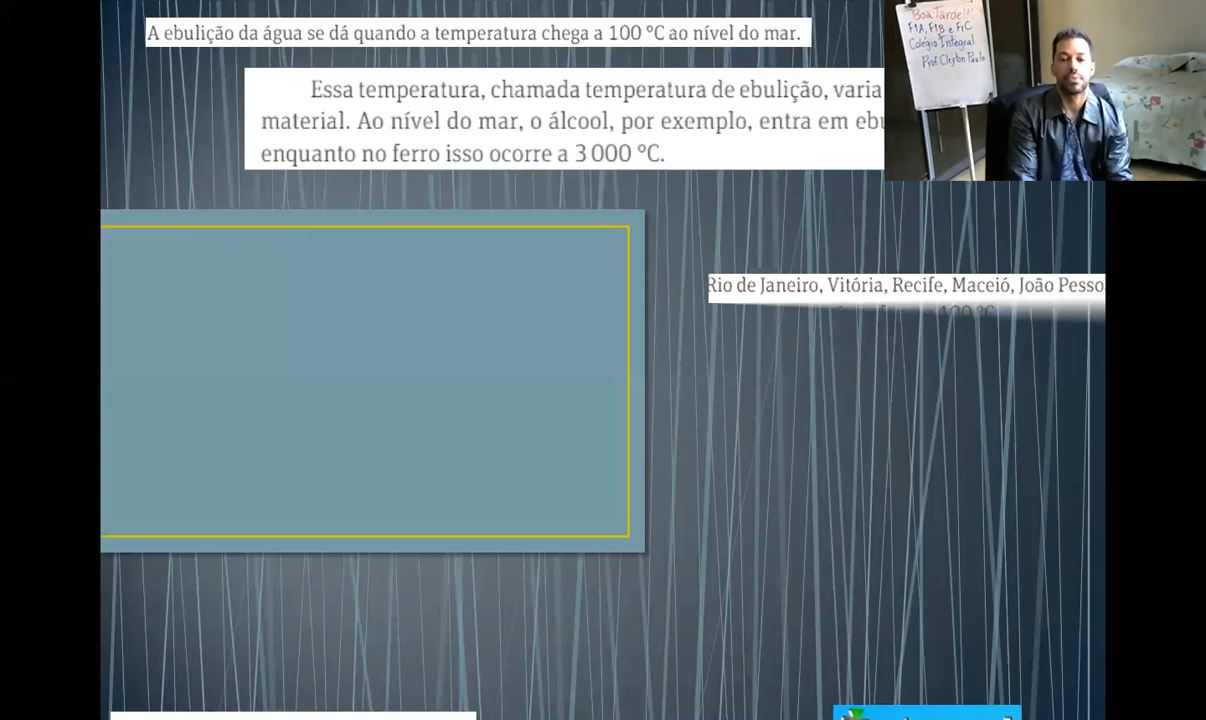 A ebulição da água se dá quando a temperatura chega a 100 °C ao nível do mar.
Essa temperatura, chamada temperatura de ebulição, varia
material. Ao nível do mar, o álcool, por exemplo, entra em
enquanto no ferro isso ocorre a 3 000 °C.
"Boa Tarde!!!"
F1A, F1B e F1C
Colégio Integral
Prof Cleyton Paulo
Rio de Janeiro, Vitória, Recife, Maceió, João
a 100 °C